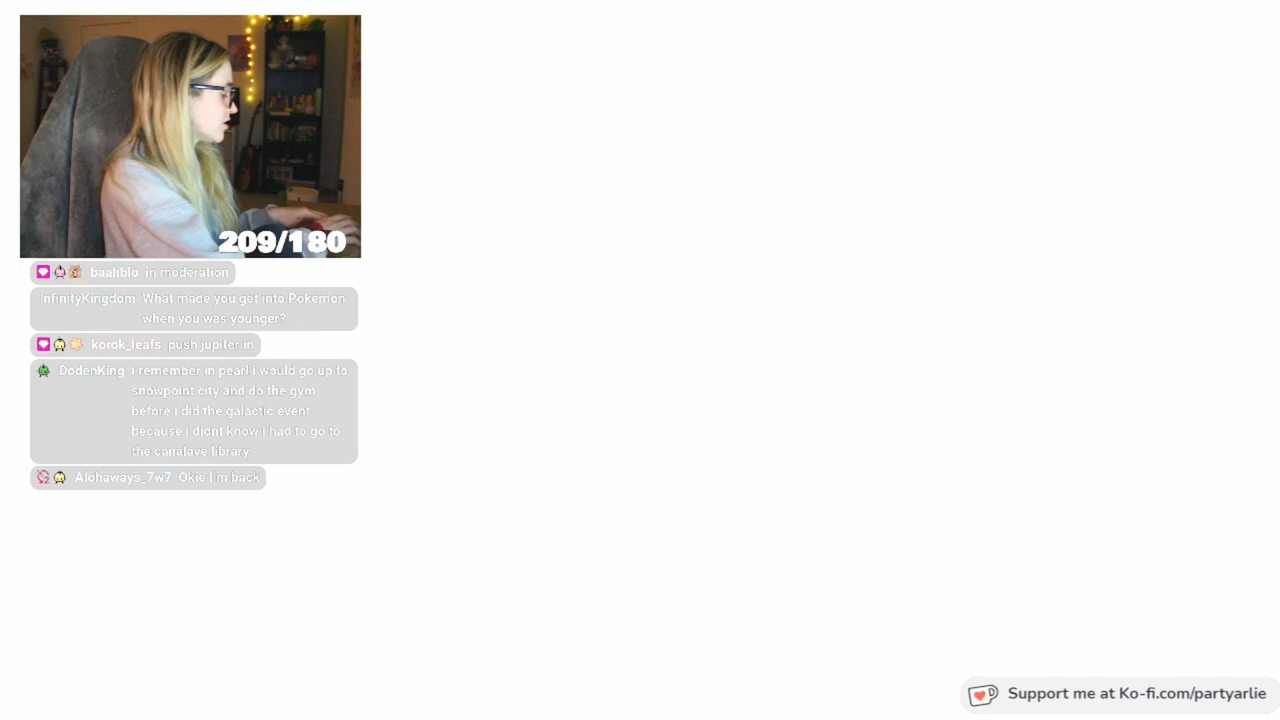 209/180
baahblo in moderation
InfinityKingdom What made you get into Pokemon
when you was younger?
korok_leafs push jupiter in
DodenKing i remember in pearl i would go up to
snowpoint city and do the gym
before i did the galactic event
because i didnt know i had to go to
the canalave library
Alohaways_7w7 Okie I'm back
Support me at Ko-fi.com/partyarlie